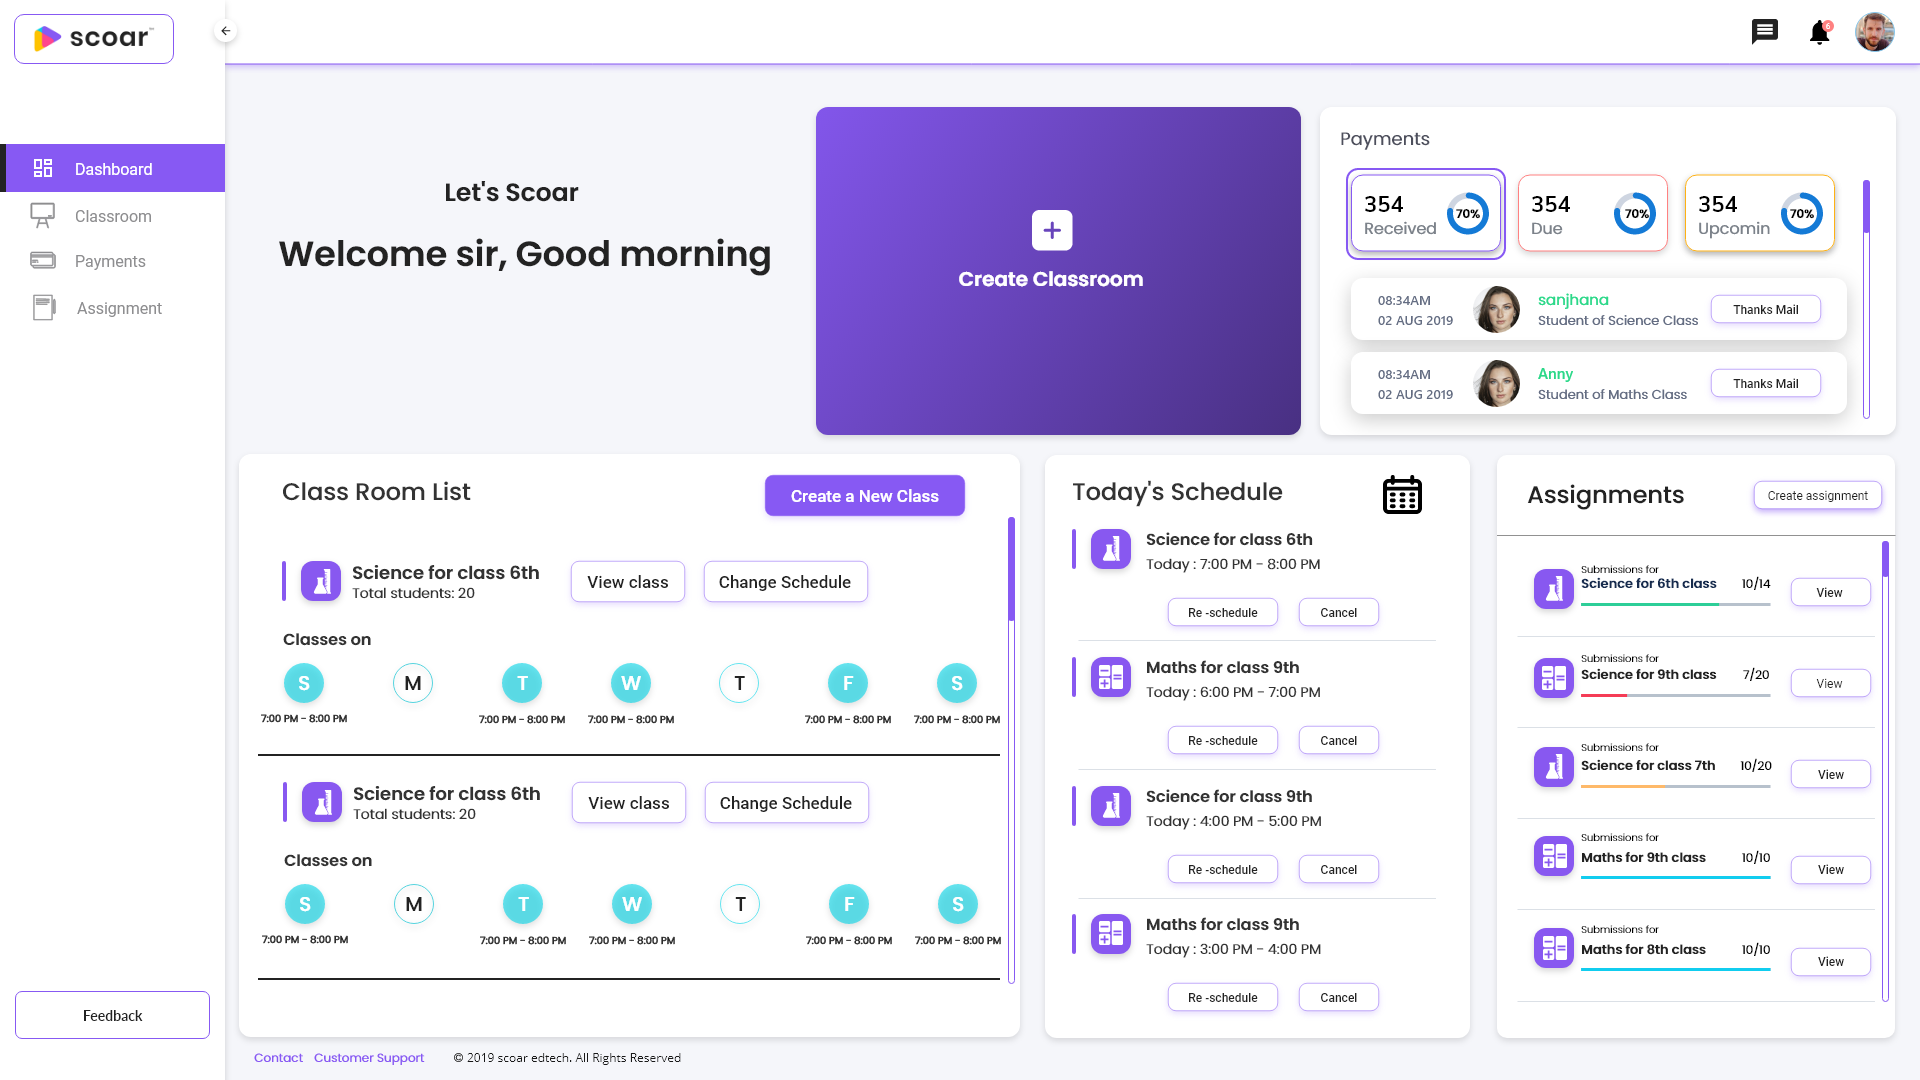 scoar™
6
Dashboard
Classroom
Payments
Assignment
Feedback
Let's Scoar
Welcome sir, Good morning
Create Classroom
Payments
354
Received
70%
354
Due
70%
354
Upcomin
70%
08:34AM
02 AUG 2019
sanjhana
Student of Science Class
Thanks Mail
08:34AM
02 AUG 2019
Anny
Student of Maths Class
Thanks Mail
Class Room List
Create a New Class
Science for class 6th
Total students: 20
View class
Change Schedule
Classes on
S M T W T F S
7:00 PM - 8:00 PM 7:00 PM - 8:00 PM 7:00 PM - 8:00 PM 7:00 PM - 8:00 PM 7:00 PM - 8:00 PM
Science for class 6th
Total students: 20
View class
Change Schedule
Classes on
S M T W T F S
7:00 PM - 8:00 PM 7:00 PM - 8:00 PM 7:00 PM - 8:00 PM 7:00 PM - 8:00 PM 7:00 PM - 8:00 PM
Today's Schedule
Science for class 6th
Today : 7:00 PM - 8:00 PM
Re -schedule Cancel
Maths for class 9th
Today : 6:00 PM - 7:00 PM
Re -schedule Cancel
Science for class 9th
Today : 4:00 PM - 5:00 PM
Re -schedule Cancel
Maths for class 9th
Today : 3:00 PM - 4:00 PM
Re -schedule Cancel
Assignments
Create assignment
Submissions for
Science for 6th class 10/14
View
Submissions for
Science for 9th class 7/20
View
Submissions for
Science for class 7th 10/20
View
Submissions for
Maths for 9th class 10/10
View
Submissions for
Maths for 8th class 10/10
View
Contact Customer Support © 2019 scoar edtech. All Rights Reserved